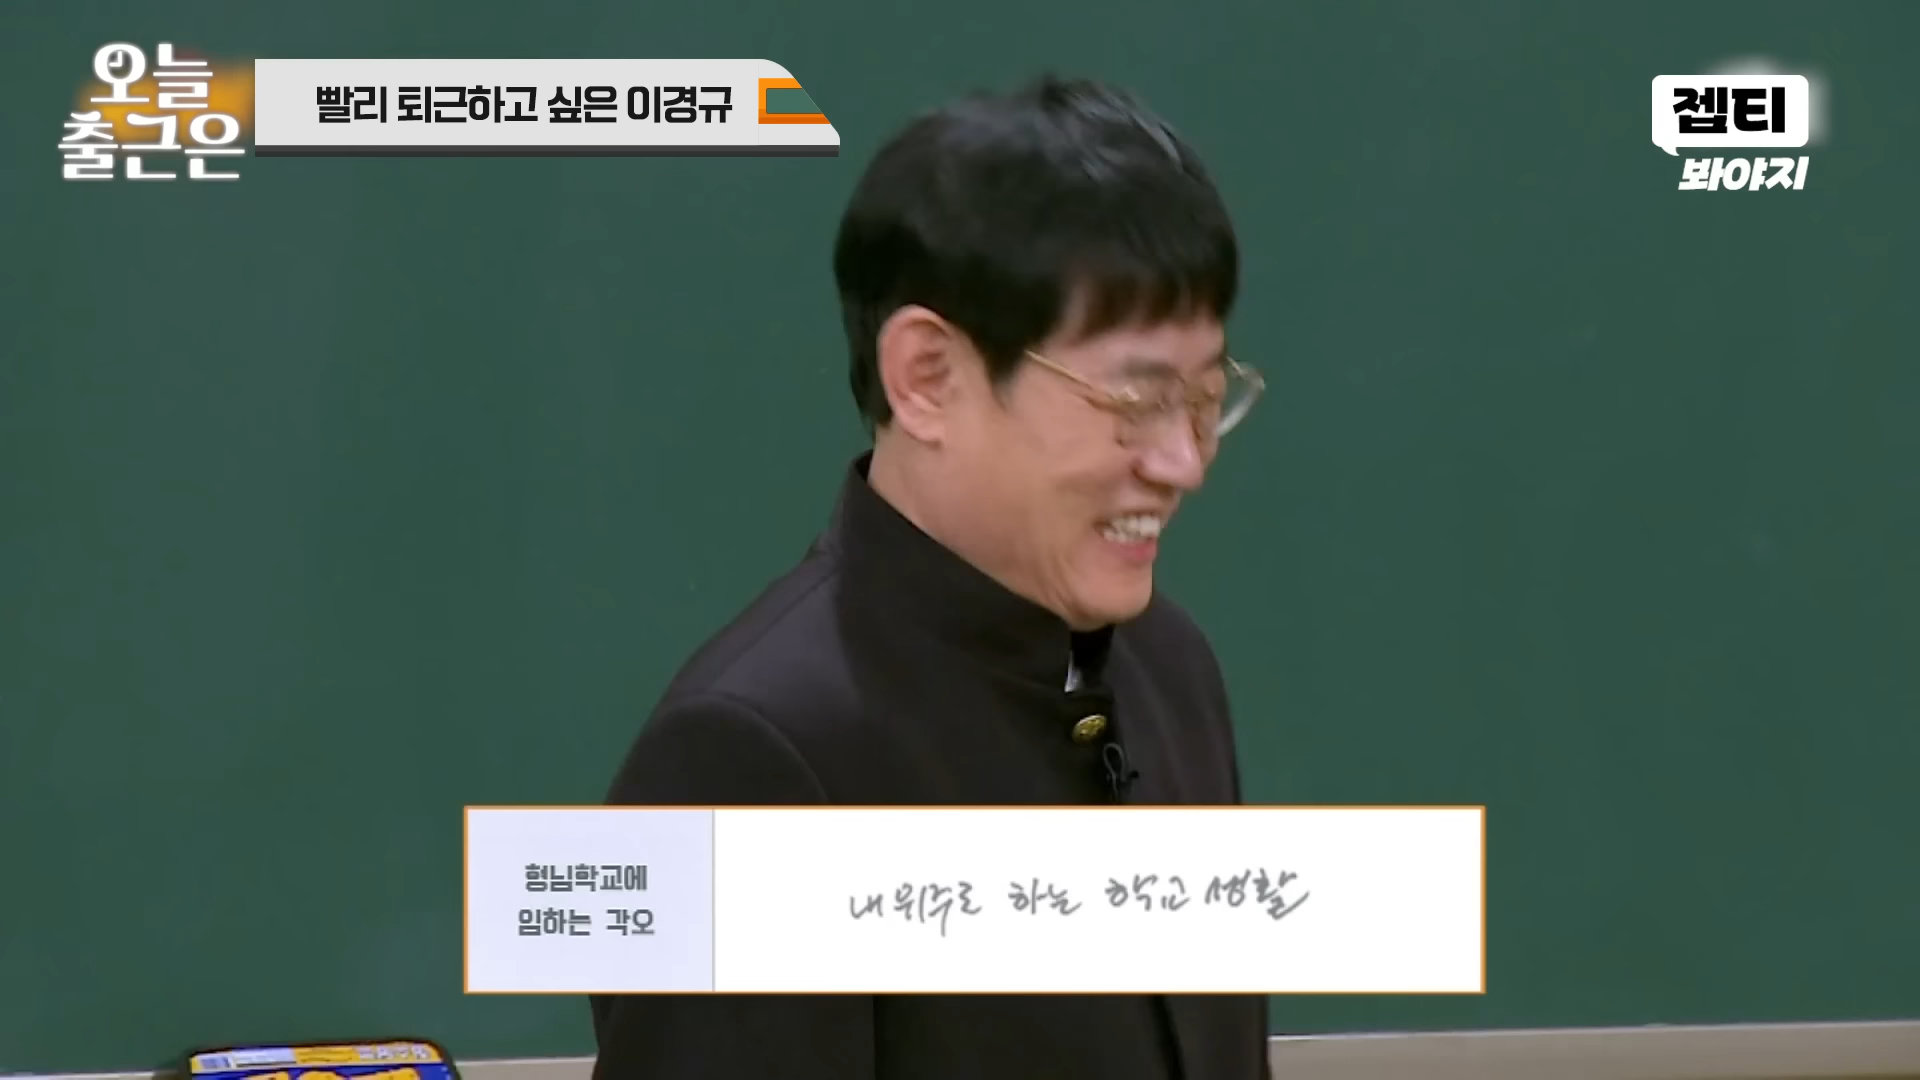 오늘
출근은
빨리 퇴근하고 싶은 이경규
젭티
봐야지
형님학교에
임하는 각오
내 위주로 하는 학교 생활